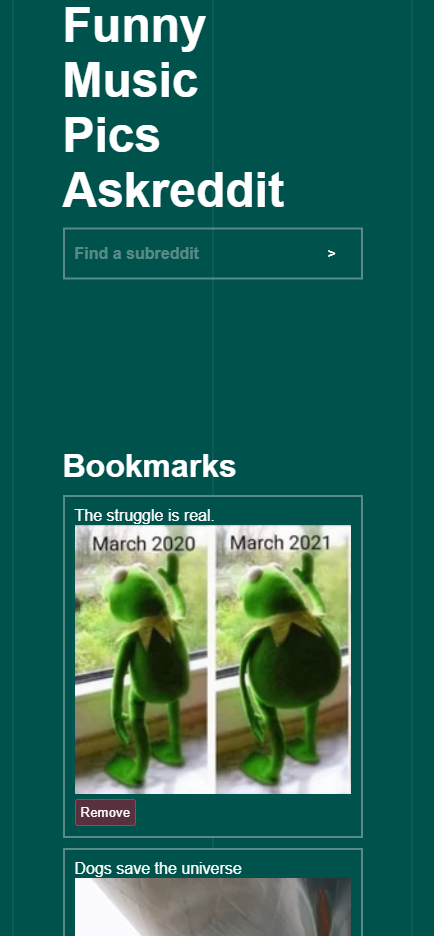 Funny
Music
Pics
Askreddit
Find a subreddit >
Bookmarks
The struggle is real.
March 2020 March 2021
Remove
Dogs save the universe